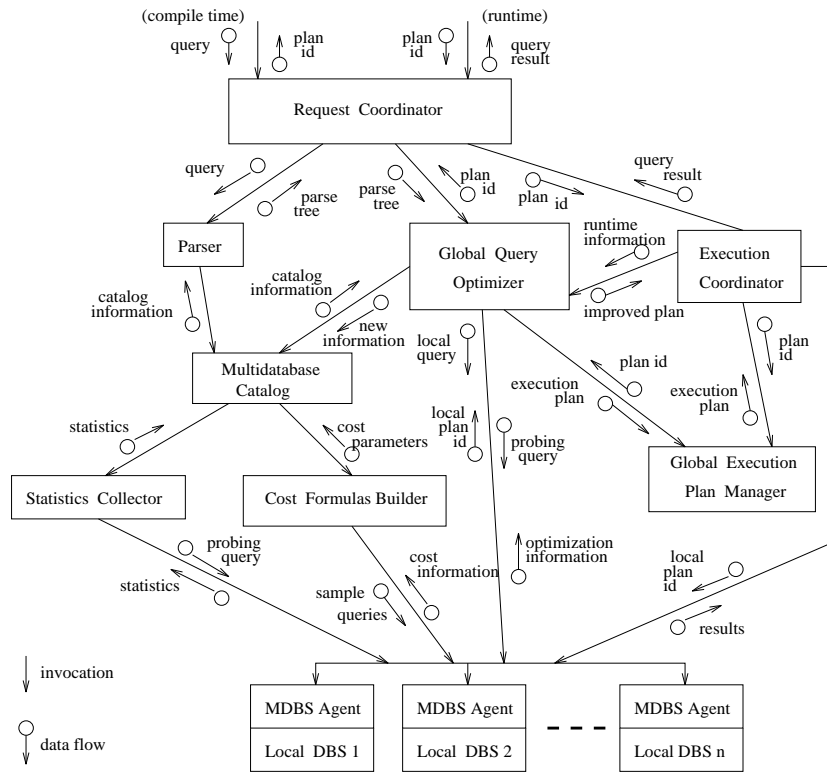 (compile time)
(runtime)
query
plan
id
plan
id
query
result
Request Coordinator
query
parse
tree
parse
tree
plan
id
plan id
query
result
Parser
Global Query
Optimizer
runtime
information
Execution
Coordinator
catalog
information
catalog
information
new
information
improved plan
local
query
plan id
execution
plan
plan
id
execution
plan
Multidatabase
Catalog
statistics
cost
parameters
local
plan
id
probing
query
Statistics Collector
Cost Formulas Builder
Global Execution
Plan Manager
probing
query
statistics
sample
queries
cost
information
optimization
information
local
plan
id
results
invocation
data flow
MDBS Agent
MDBS Agent
MDBS Agent
Local DBS 1
Local DBS 2
Local DBS n